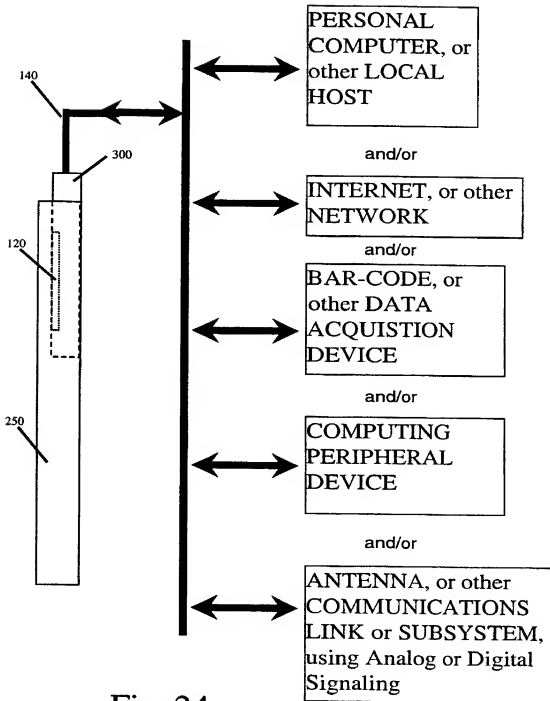 PERSONAL
COMPUTER, or
other LOCAL
HOST
140
and/or
300
INTERNET, or other
NETWORK
and/or
120
BAR-CODE, or
other DATA
ACQUISTION
DEVICE
and/or
250
COMPUTING
PERIPHERAL
DEVICE
and/or
ANTENNA, or other
COMMUNICATIONS
LINK or SUBSYSTEM,
using Analog or Digital
Signaling
Fig. 24